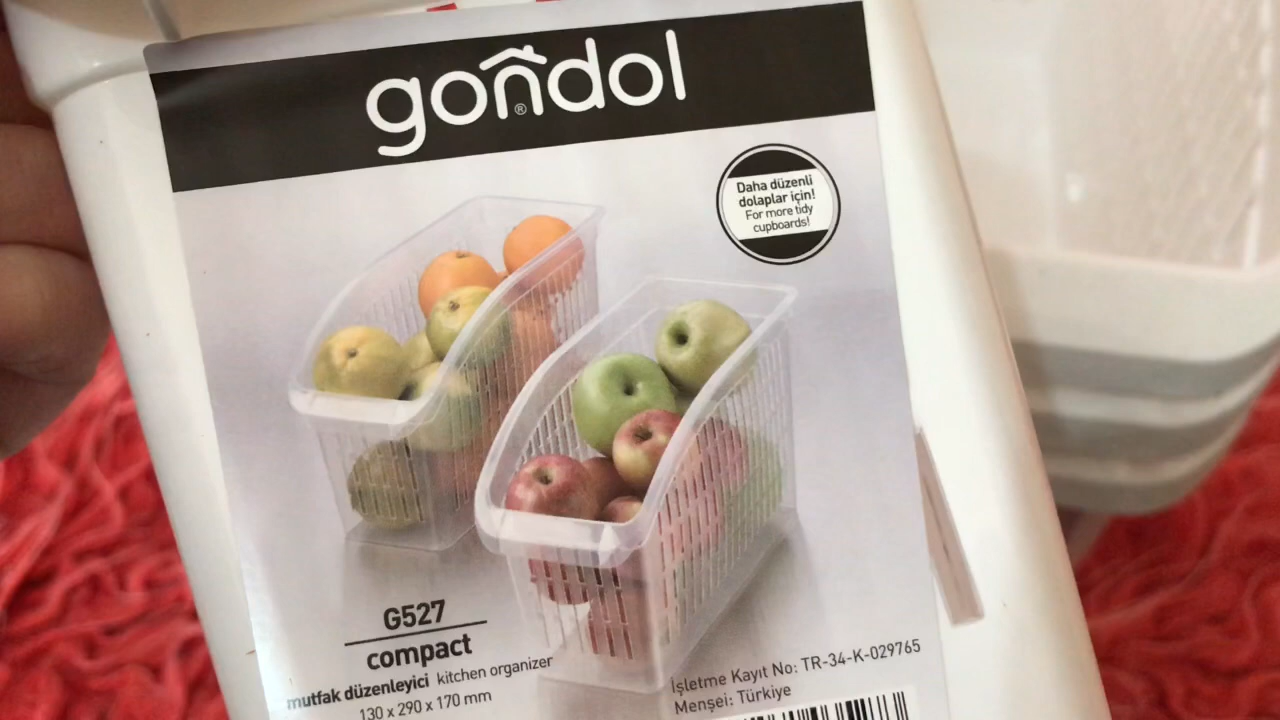 gondol
®
Daha düzenli
dolaplar için!
For more tidy
cupboards!
G527
compact
mutfak düzenleyici kitchen organizer
130 x 290 x 170 mm
İşletme Kayıt No: TR-34-K-029765
Menşei: Türkiye